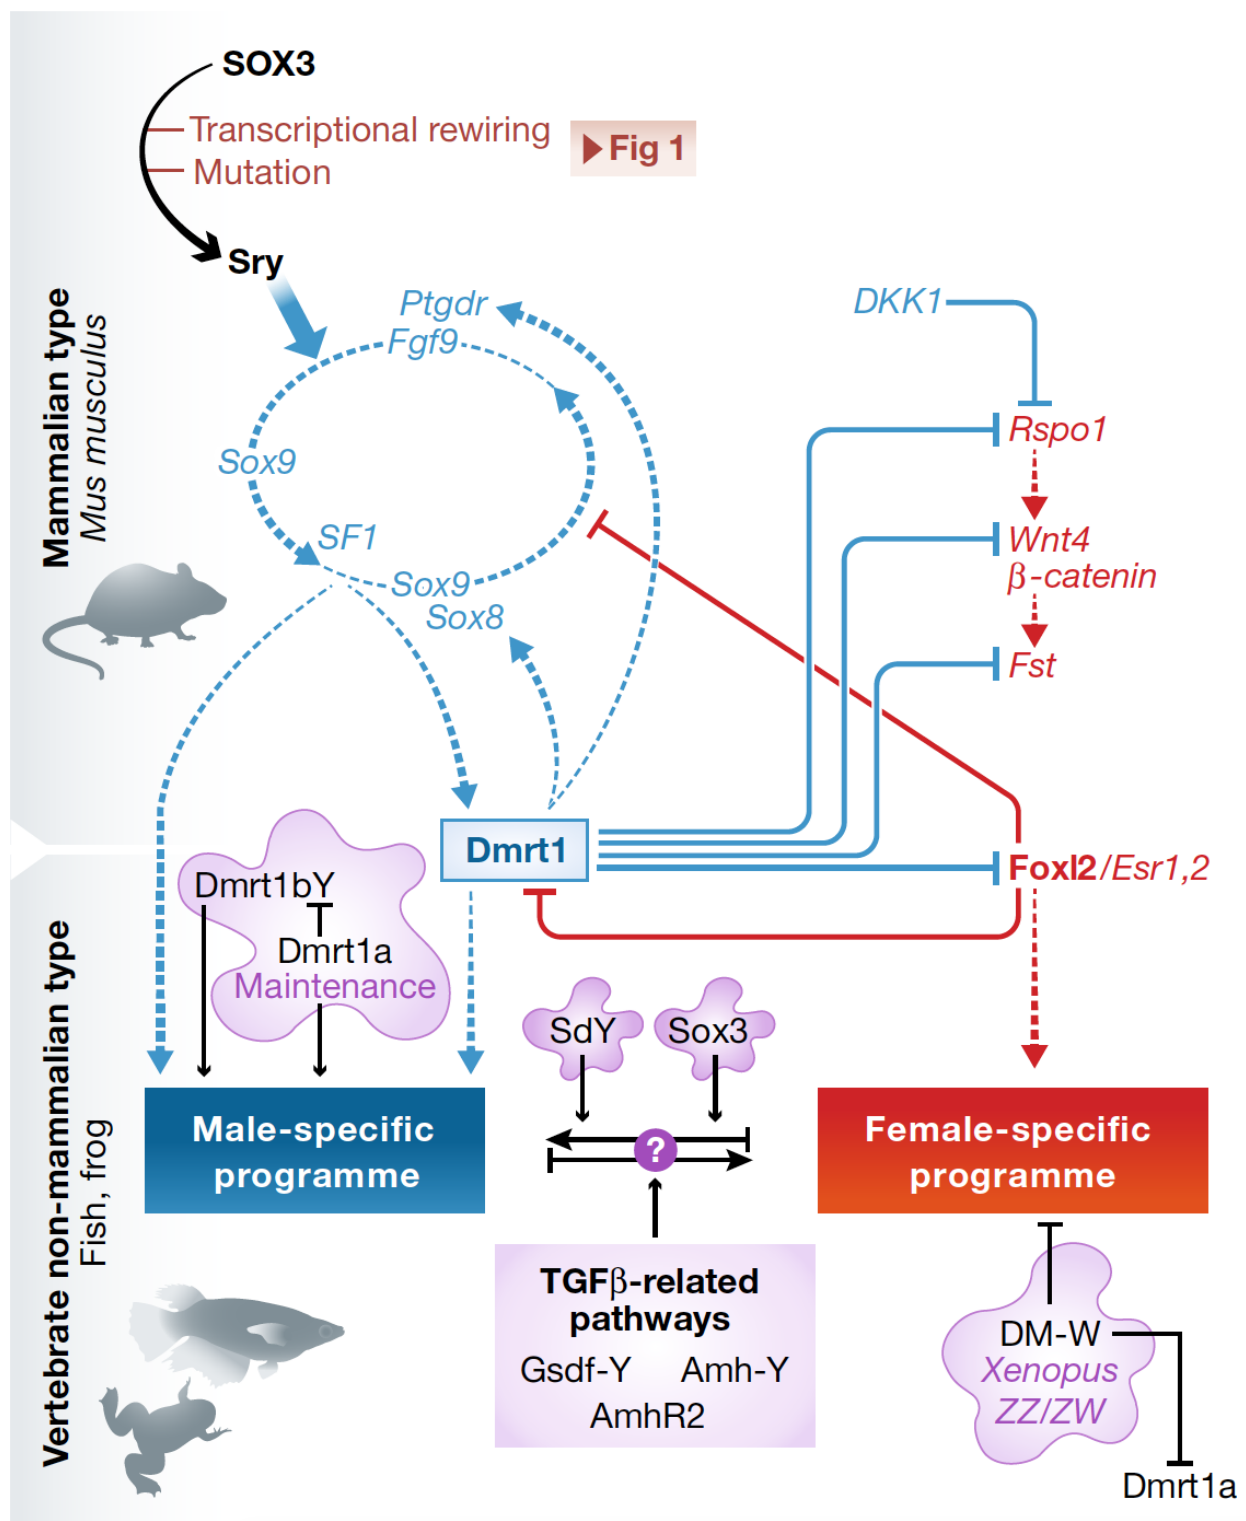 SOX3
Transcriptional rewiring
Fig 1
Mutation
Sry
Mammalian type
Mus musculus
Ptgdr
Fgf9
DKK1
Rspo1
Sox9
Wnt4
β-catenin
SF1
Sox9
Sox8
Fst
Dmrt1
Foxl2/Esr1,2
Dmrt1bY
Dmrt1a
Maintenance
Vertebrate non-mammalian type
Fish, frog
SdY
Sox3
Male-specific
programme
?
Female-specific
programme
TGFβ-related
pathways
Gsdf-Y Amh-Y
AmhR2
DM-W
Xenopus
ZZ/ZW
Dmrt1a